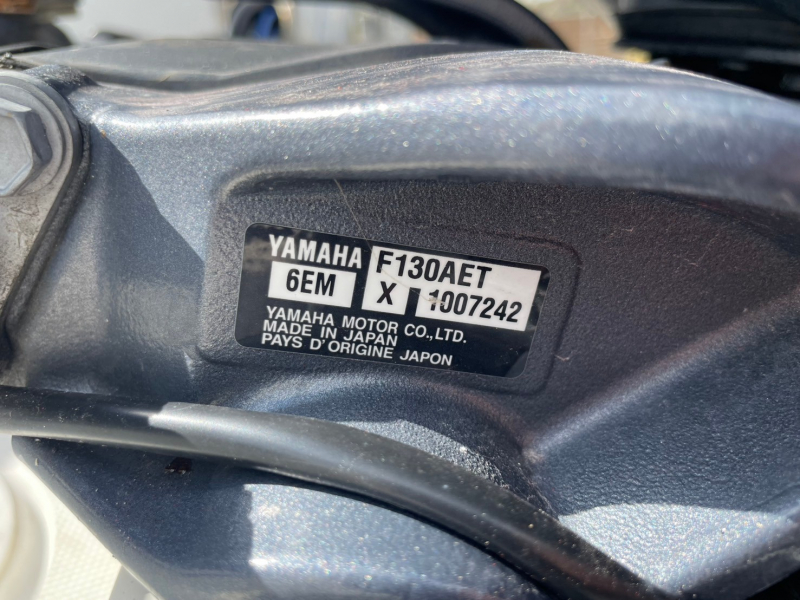 YAMAHA F130AET
6EM X 1007242
YAMAHA MOTOR CO.,LTD.
MADE IN JAPAN
PAYS D'ORIGINE JAPON